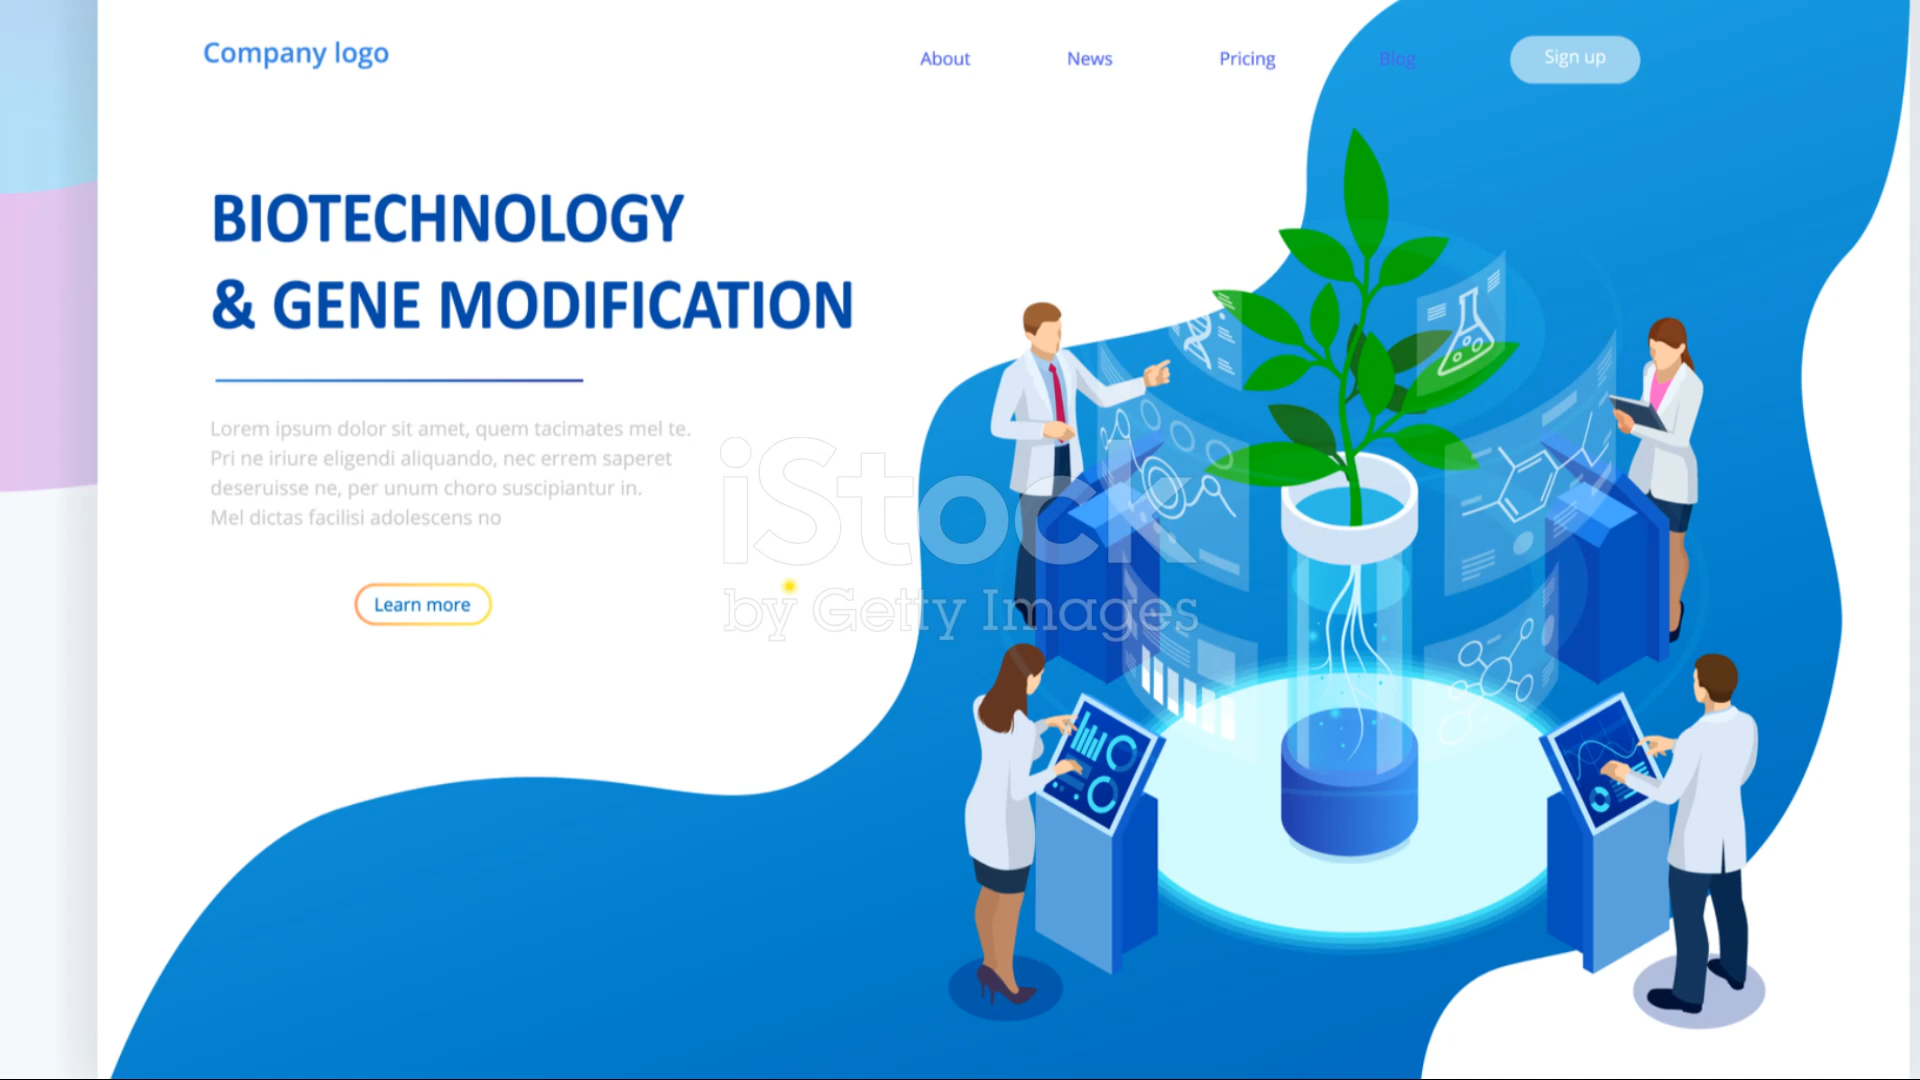 Company logo
About
News
Pricing
Blog
Sign up
BIOTECHNOLOGY
& GENE MODIFICATION
Lorem ipsum dolor sit amet, quem tacimates mel te.
Pri ne iriure eligendi aliquando, nec errem saperet
deseruisse ne, per unum choro suscipiantur in.
Mel dictas facilisi adolescens no
iStock
by Getty Images
Learn more